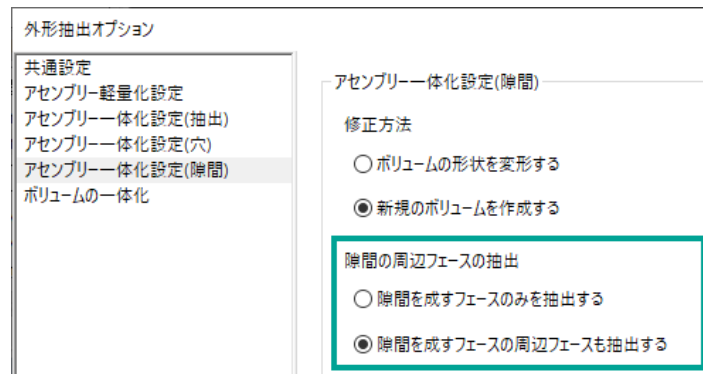 外形抽出オプション
共通設定
アセンブリー軽量化設定
アセンブリー一体化設定(抽出)
アセンブリー一体化設定(穴)
アセンブリー一体化設定(隙間)
ボリュームの一体化
アセンブリー一体化設定(隙間)
修正方法
ボリュームの形状を変形する
新規のボリュームを作成する
隙間の周辺フェースの抽出
隙間を成すフェースのみを抽出する
隙間を成すフェースの周辺フェースも抽出する